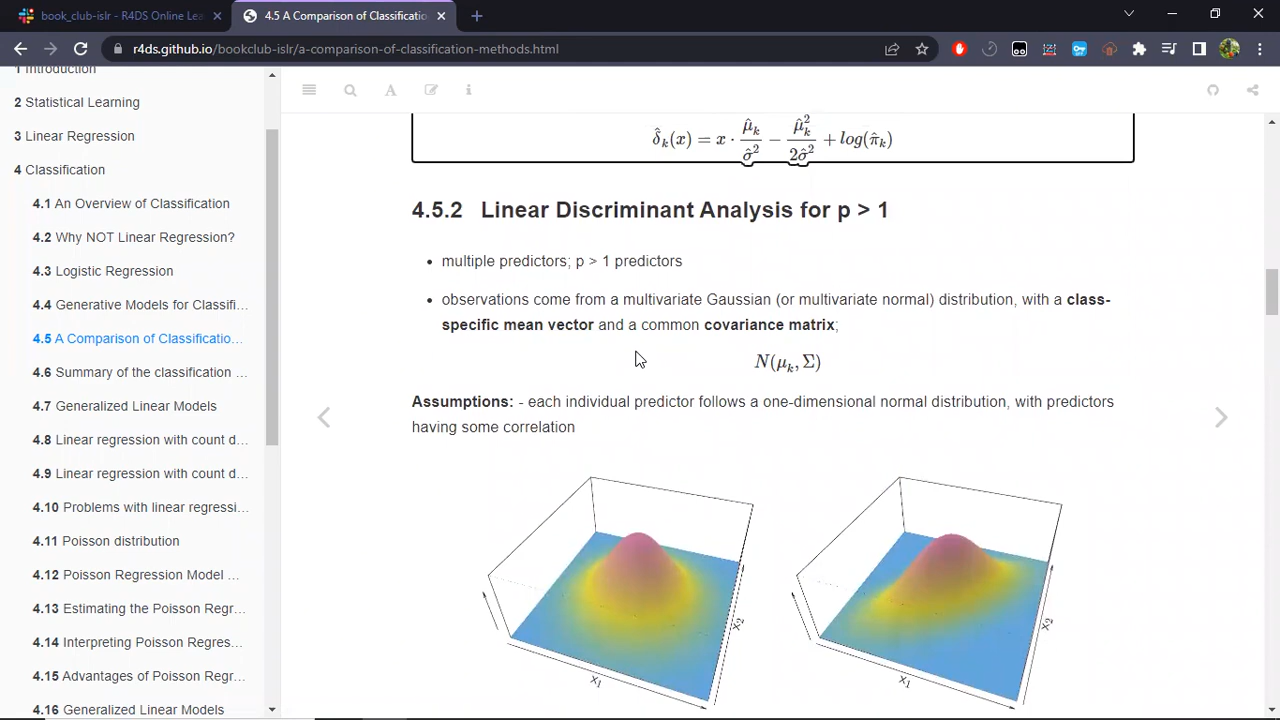 book_club-islr - R4DS Online Lea
4.5 A Comparison of Classificatio
r4ds.github.io/bookclub-islr/a-comparison-of-classification-methods.html
1 Introduction
2 Statistical Learning
3 Linear Regression
4 Classification
4.1 An Overview of Classification
4.2 Why NOT Linear Regression?
4.3 Logistic Regression
4.4 Generative Models for Classifi...
4.5 A Comparison of Classificatio...
4.6 Summary of the classification ...
4.7 Generalized Linear Models
4.8 Linear regression with count d...
4.9 Linear regression with count d...
4.10 Problems with linear regressi...
4.11 Poisson distribution
4.12 Poisson Regression Model ...
4.13 Estimating the Poisson Regr...
4.14 Interpreting Poisson Regres...
4.15 Advantages of Poisson Regr...
4.16 Generalized Linear Models
A
i
δ̂ₖ(x) = x · μ̂ₖ/σ̂² − μ̂ₖ²/2σ̂² + log(π̂ₖ)
4.5.2 Linear Discriminant Analysis for p > 1
• multiple predictors; p > 1 predictors
• observations come from a multivariate Gaussian (or multivariate normal) distribution, with a class-
specific mean vector and a common covariance matrix;
N(μₖ, Σ)
Assumptions: - each individual predictor follows a one-dimensional normal distribution, with predictors
having some correlation
x₁
x₂
x₁
x₂